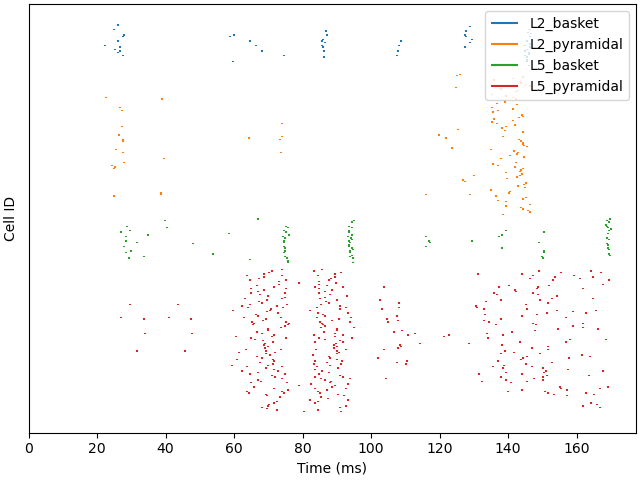 L2_basket
L2_pyramidal
L5_basket
L5_pyramidal
Cell ID
0 20 40 60 80 100 120 140 160
Time (ms)